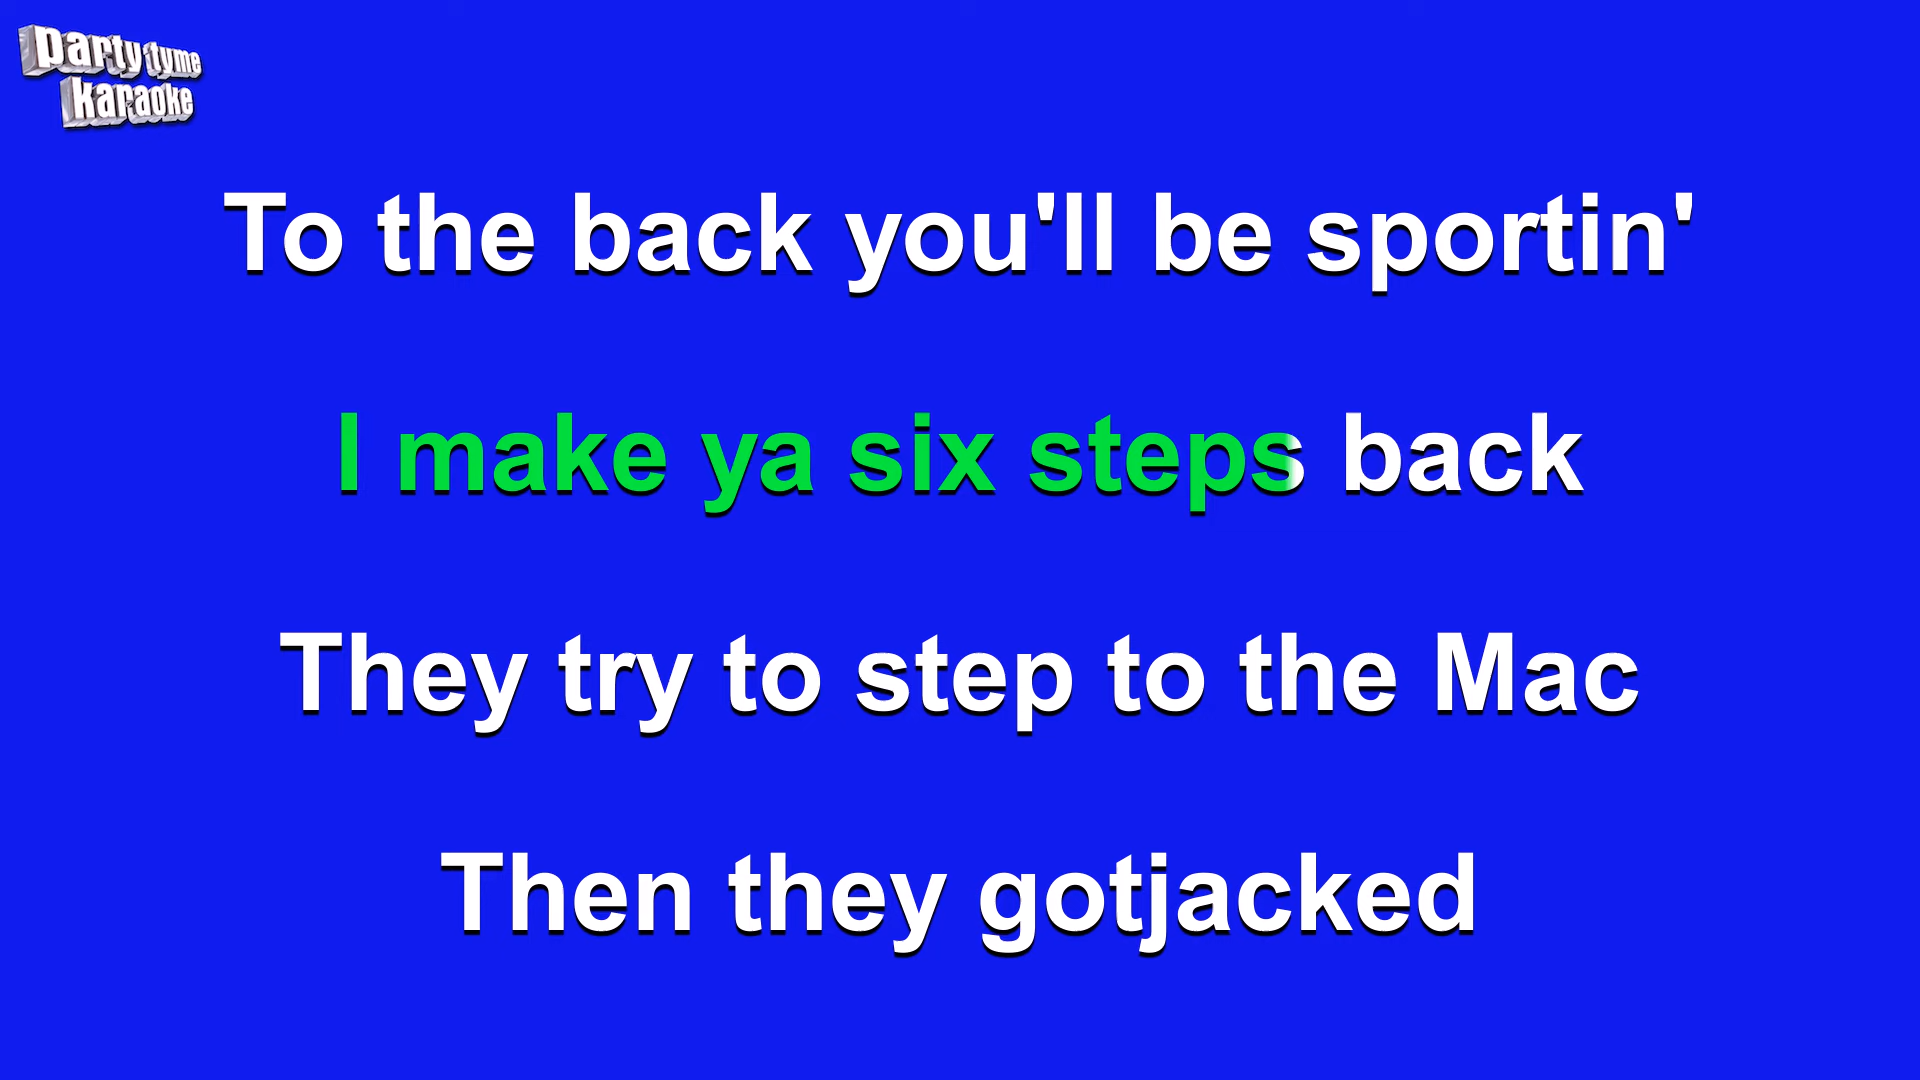 party tyme
karaoke
To the back you'll be sportin'
I make ya six steps back
They try to step to the Mac
Then they gotjacked